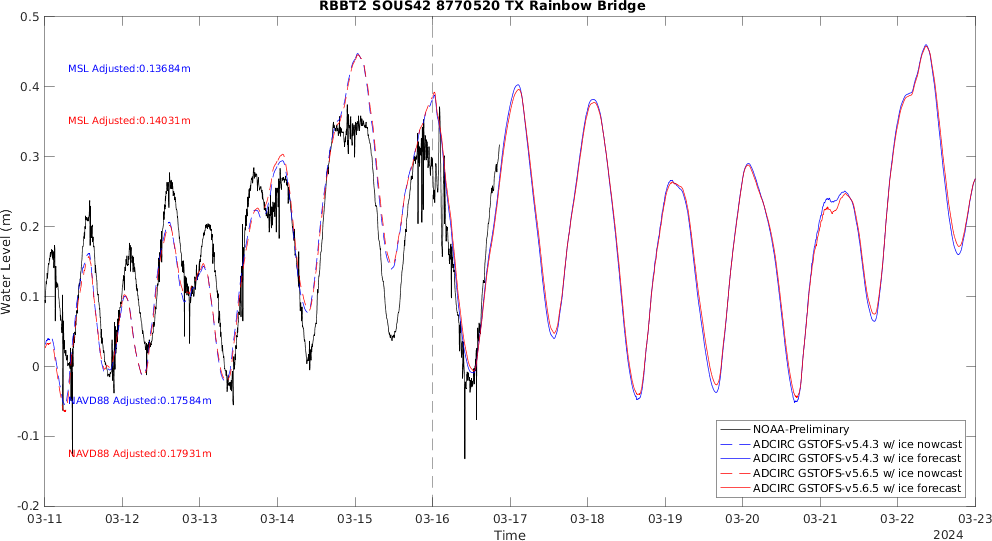 RBBT2 SOUS42 8770520 TX Rainbow Bridge
0.5
0.4
0.3
0.2
0.1
0
-0.1
-0.2
Water Level (m)
MSL Adjusted:0.13684m
MSL Adjusted:0.14031m
NAVD88 Adjusted:0.17584m
NAVD88 Adjusted:0.17931m
NOAA-Preliminary
ADCIRC GSTOFS-v5.4.3 w/ ice nowcast
ADCIRC GSTOFS-v5.4.3 w/ ice forecast
ADCIRC GSTOFS-v5.6.5 w/ ice nowcast
ADCIRC GSTOFS-v5.6.5 w/ ice forecast
03-11 03-12 03-13 03-14 03-15 03-16 03-17 03-18 03-19 03-20 03-21 03-22 03-23
Time
2024